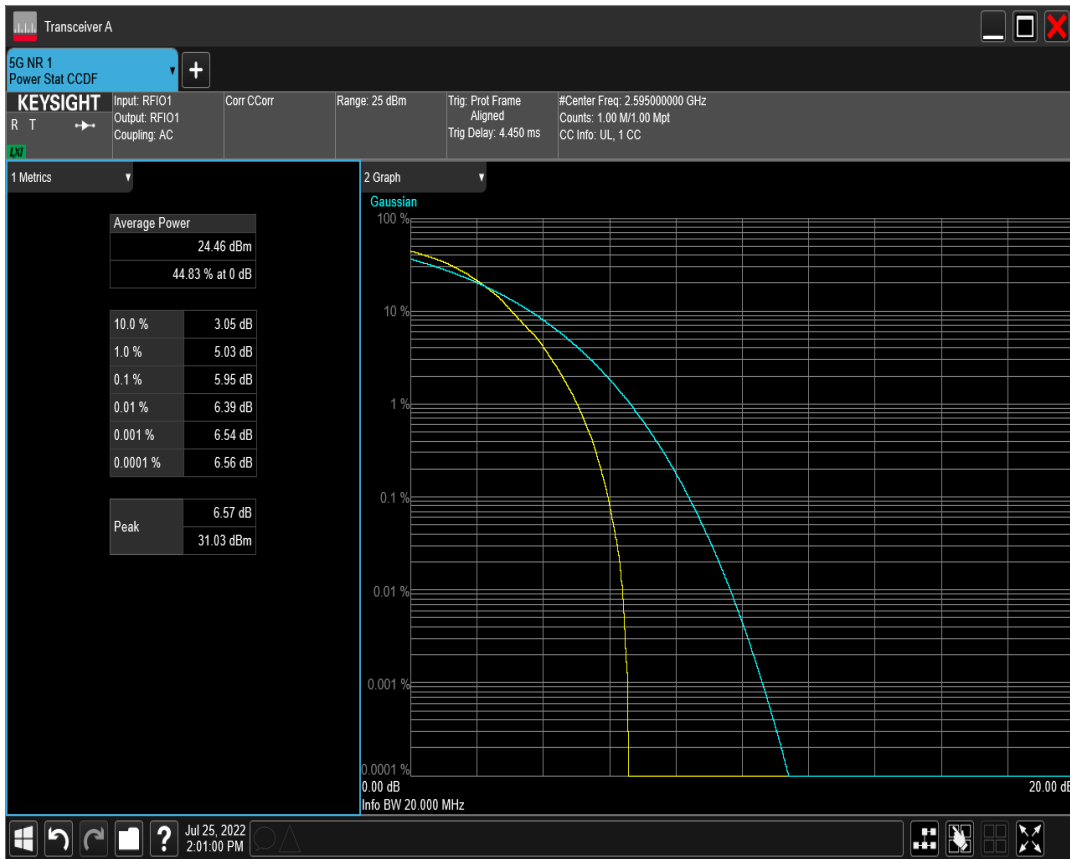 Transceiver A
5G NR 1
Power Stat CCDF
+
KEYSIGHT
R T
LXI
Input: RFIO1
Output: RFIO1
Coupling: AC
Corr CCorr
Range: 25 dBm
Trig: Prot Frame
Aligned
Trig Delay: 4.450 ms
#Center Freq: 2.595000000 GHz
Counts: 1.00 M/1.00 Mpt
CC Info: UL, 1 CC
1 Metrics
Average Power
24.46 dBm
44.83 % at 0 dB
10.0 % 3.05 dB
1.0 % 5.03 dB
0.1 % 5.95 dB
0.01 % 6.39 dB
0.001 % 6.54 dB
0.0001 % 6.56 dB
Peak
6.57 dB
31.03 dBm
2 Graph
Gaussian
100 %
10 %
1 %
0.1 %
0.01 %
0.001 %
0.0001 %
0.00 dB
20.00 dB
Info BW 20.000 MHz
?
Jul 25, 2022
2:01:00 PM